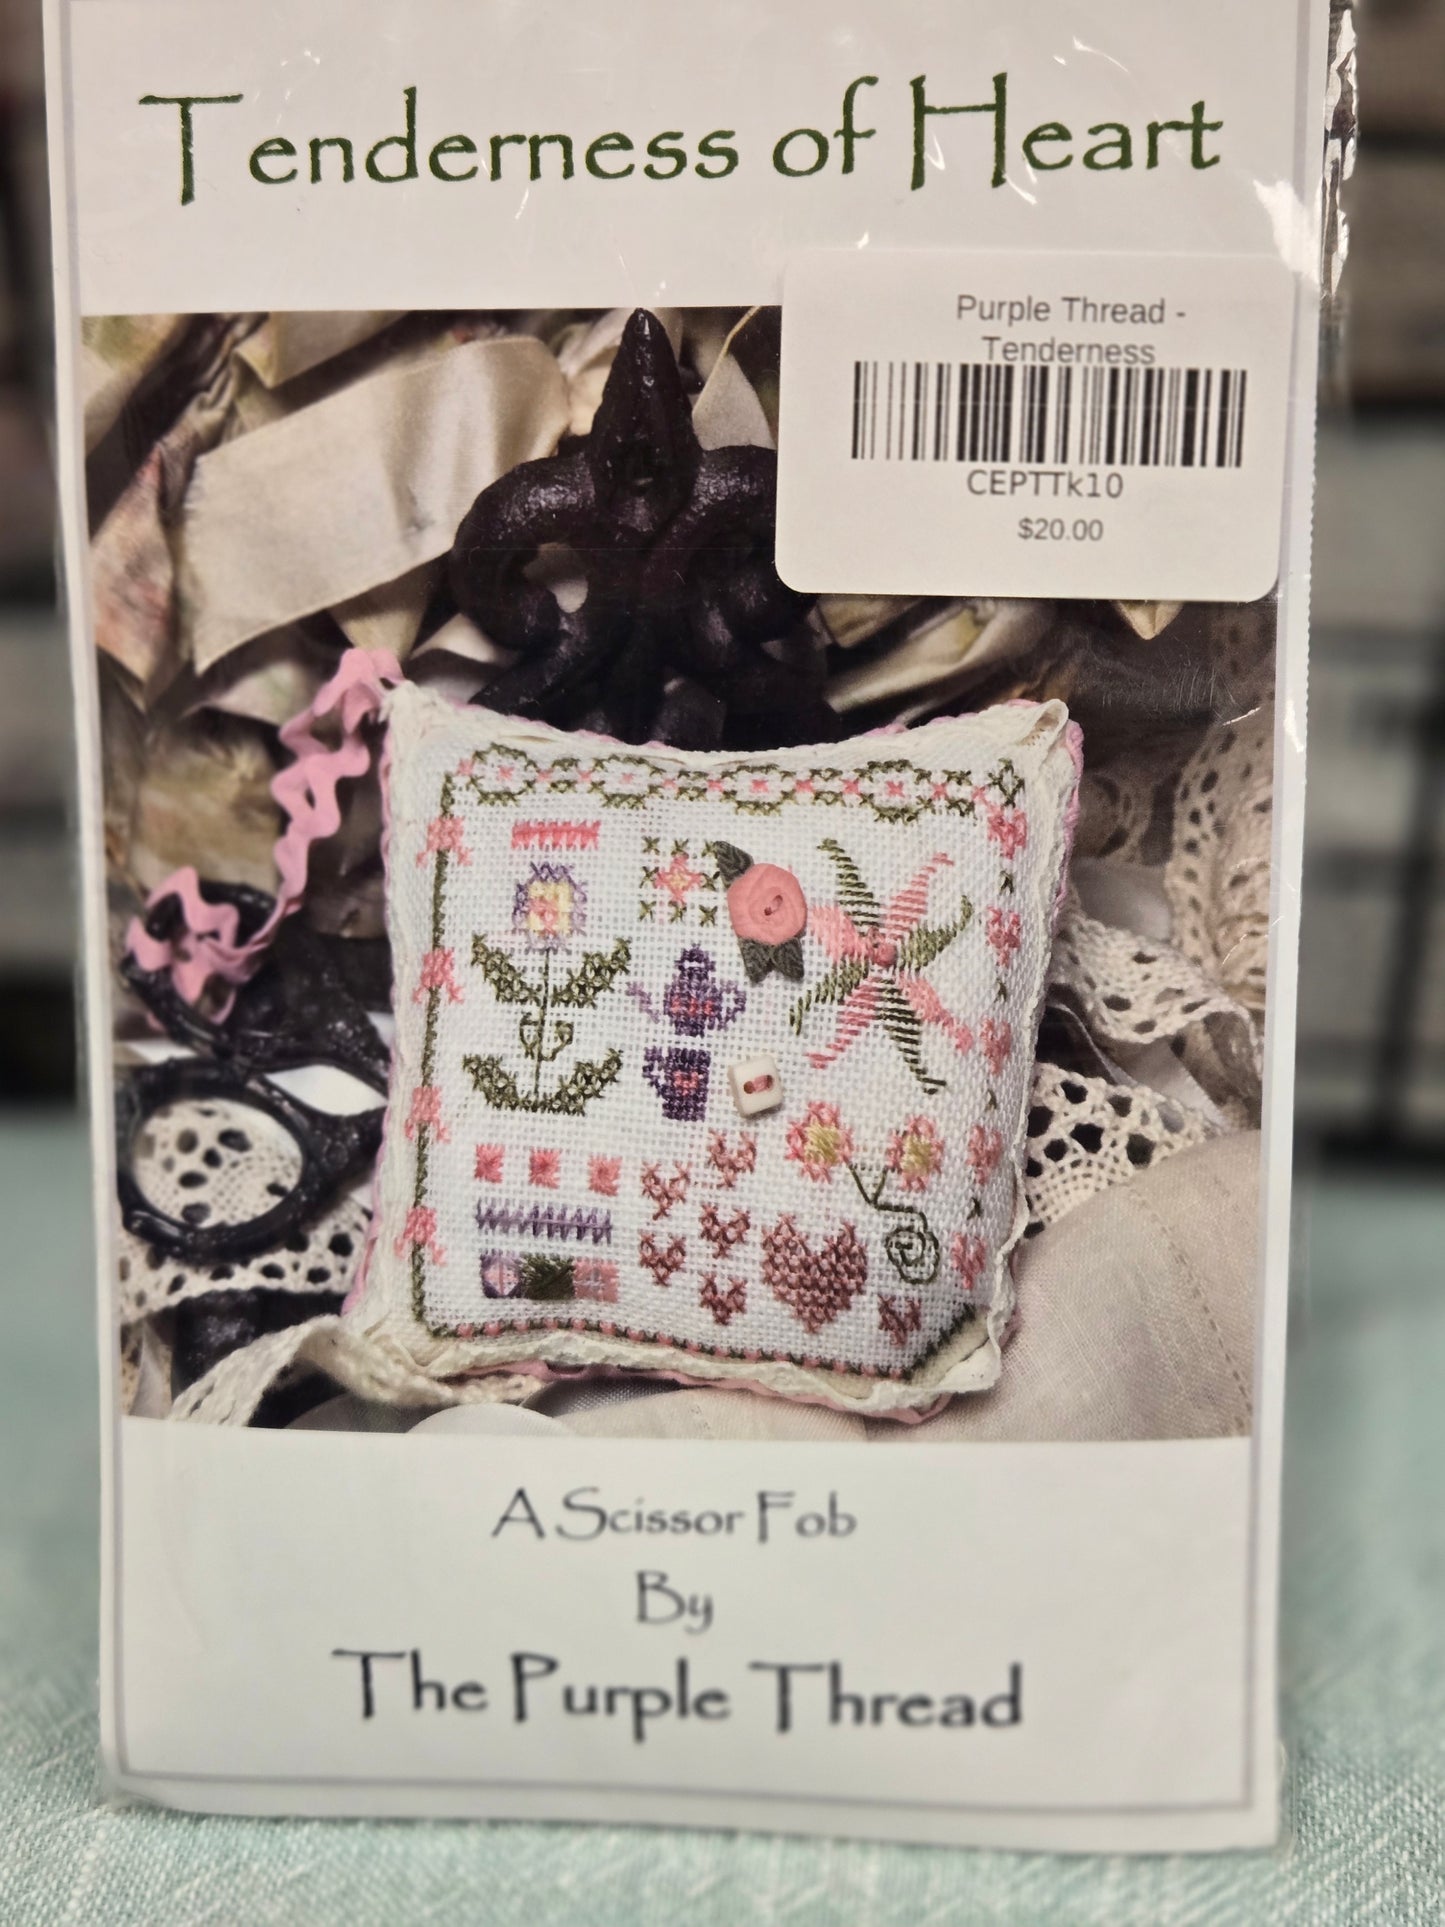 Tenderness of Heart
Purple Thread -
Tenderness
CEPTTk10
$20.00
A Scissor Fob
By
The Purple Thread